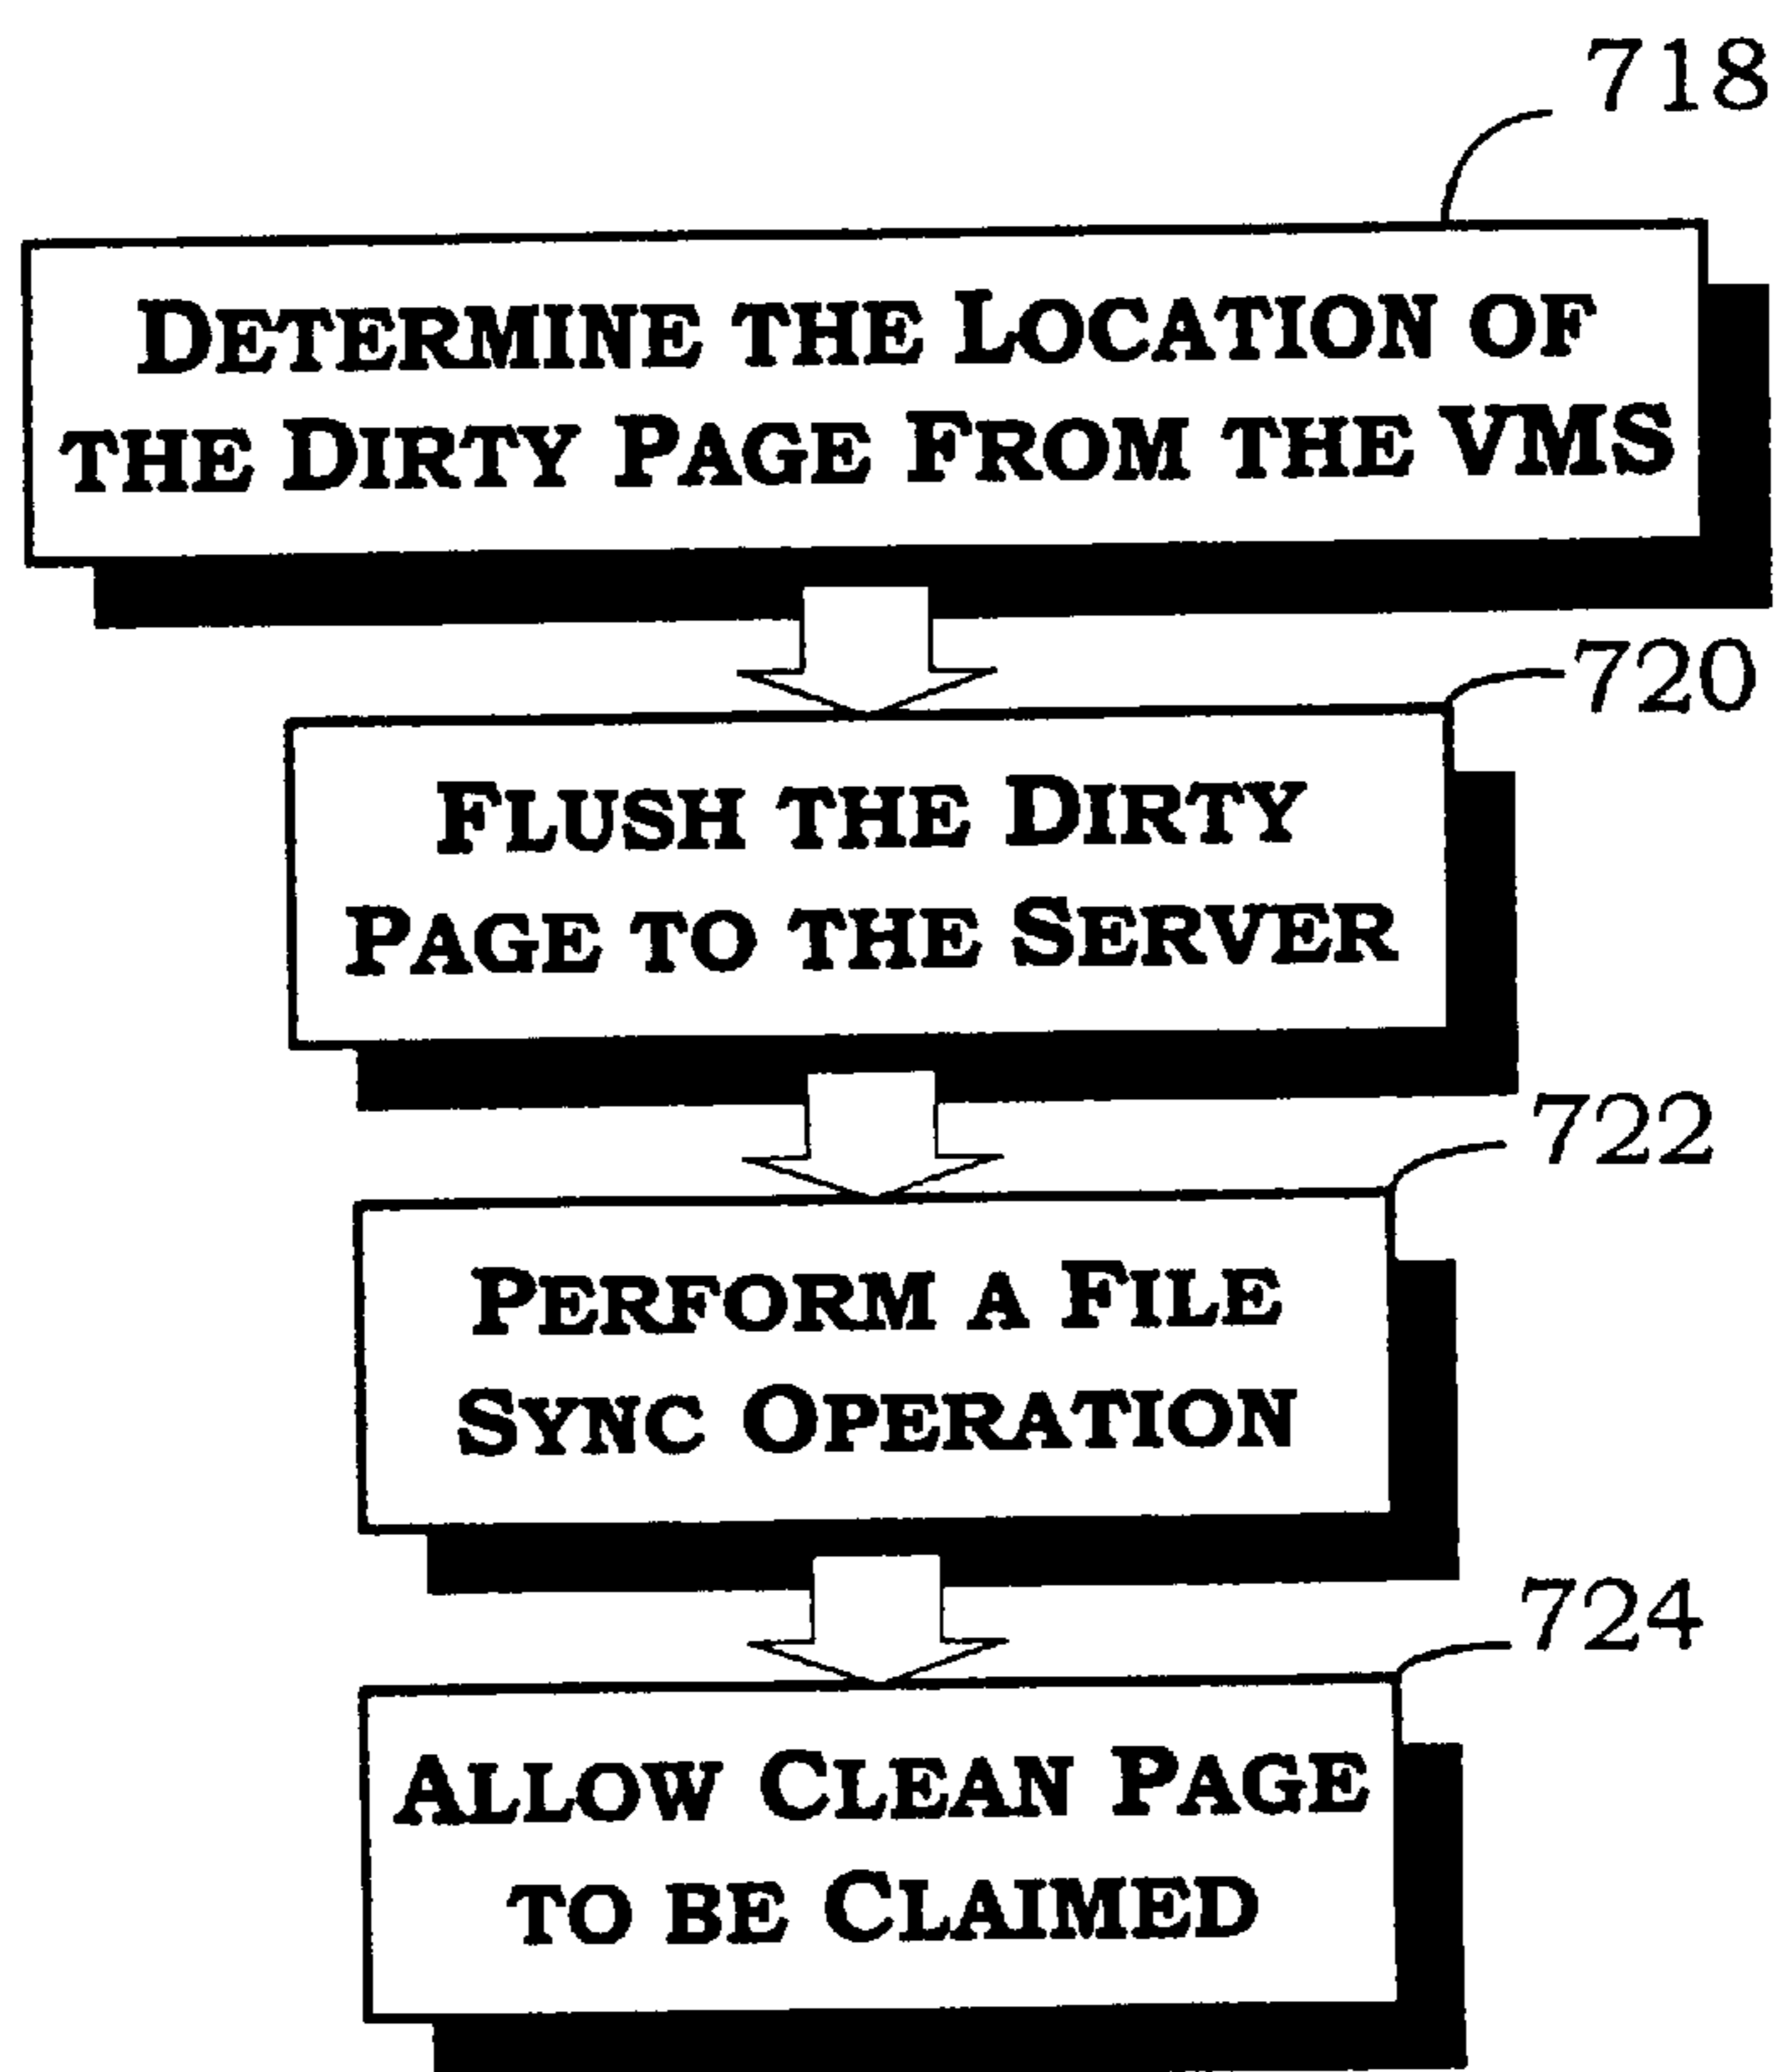 718
DETERMINE THE LOCATION OF
THE DIRTY PAGE FROM THE VMS
720
FLUSH THE DIRTY
PAGE TO THE SERVER
722
PERFORM A FILE
SYNC OPERATION
724
ALLOW CLEAN PAGE
TO BE CLAIMED